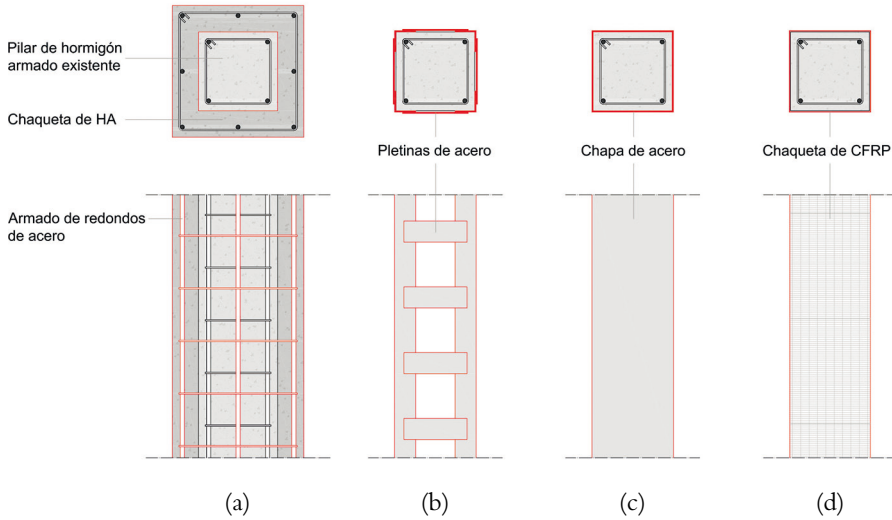 Pilar de hormigón
armado existente
Chaqueta de HA
Pletinas de acero
Chapa de acero
Chaqueta de CFRP
Armado de redondos
de acero
(a)
(b)
(c)
(d)